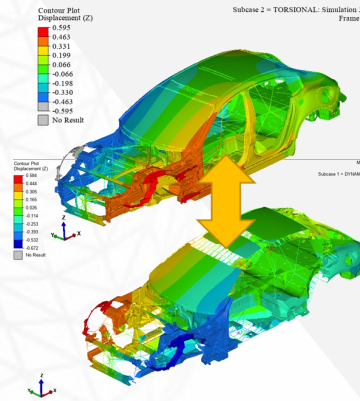 Contour Plot
Displacement (Z)
0.595
0.463
0.331
0.199
0.066
-0.066
-0.198
-0.330
-0.463
-0.595
No Result
Subcase 2 = TORSIONAL: Simulation
Frame
Contour Plot
Displacement (Z)
0.584
0.444
0.305
0.165
0.026
-0.114
-0.253
-0.393
-0.532
-0.672
No Result
Subcase 1 = DYNAM
Z
Y
X
Z
Y
X